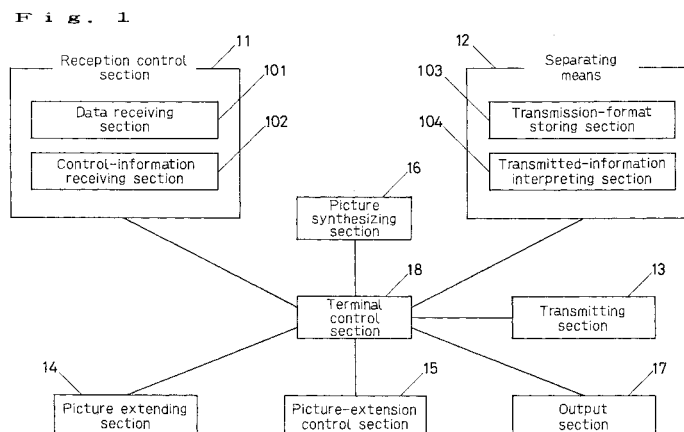 Fig. 1
11
Reception control
section
101
Data receiving
section
102
Control-information
receiving section
12
Separating
means
103
Transmission-format
storing section
104
Transmitted-information
interpreting section
16
Picture
synthesizing
section
18
Terminal
control
section
13
Transmitting
section
14
Picture extending
section
15
Picture-extension
control section
17
Output
section